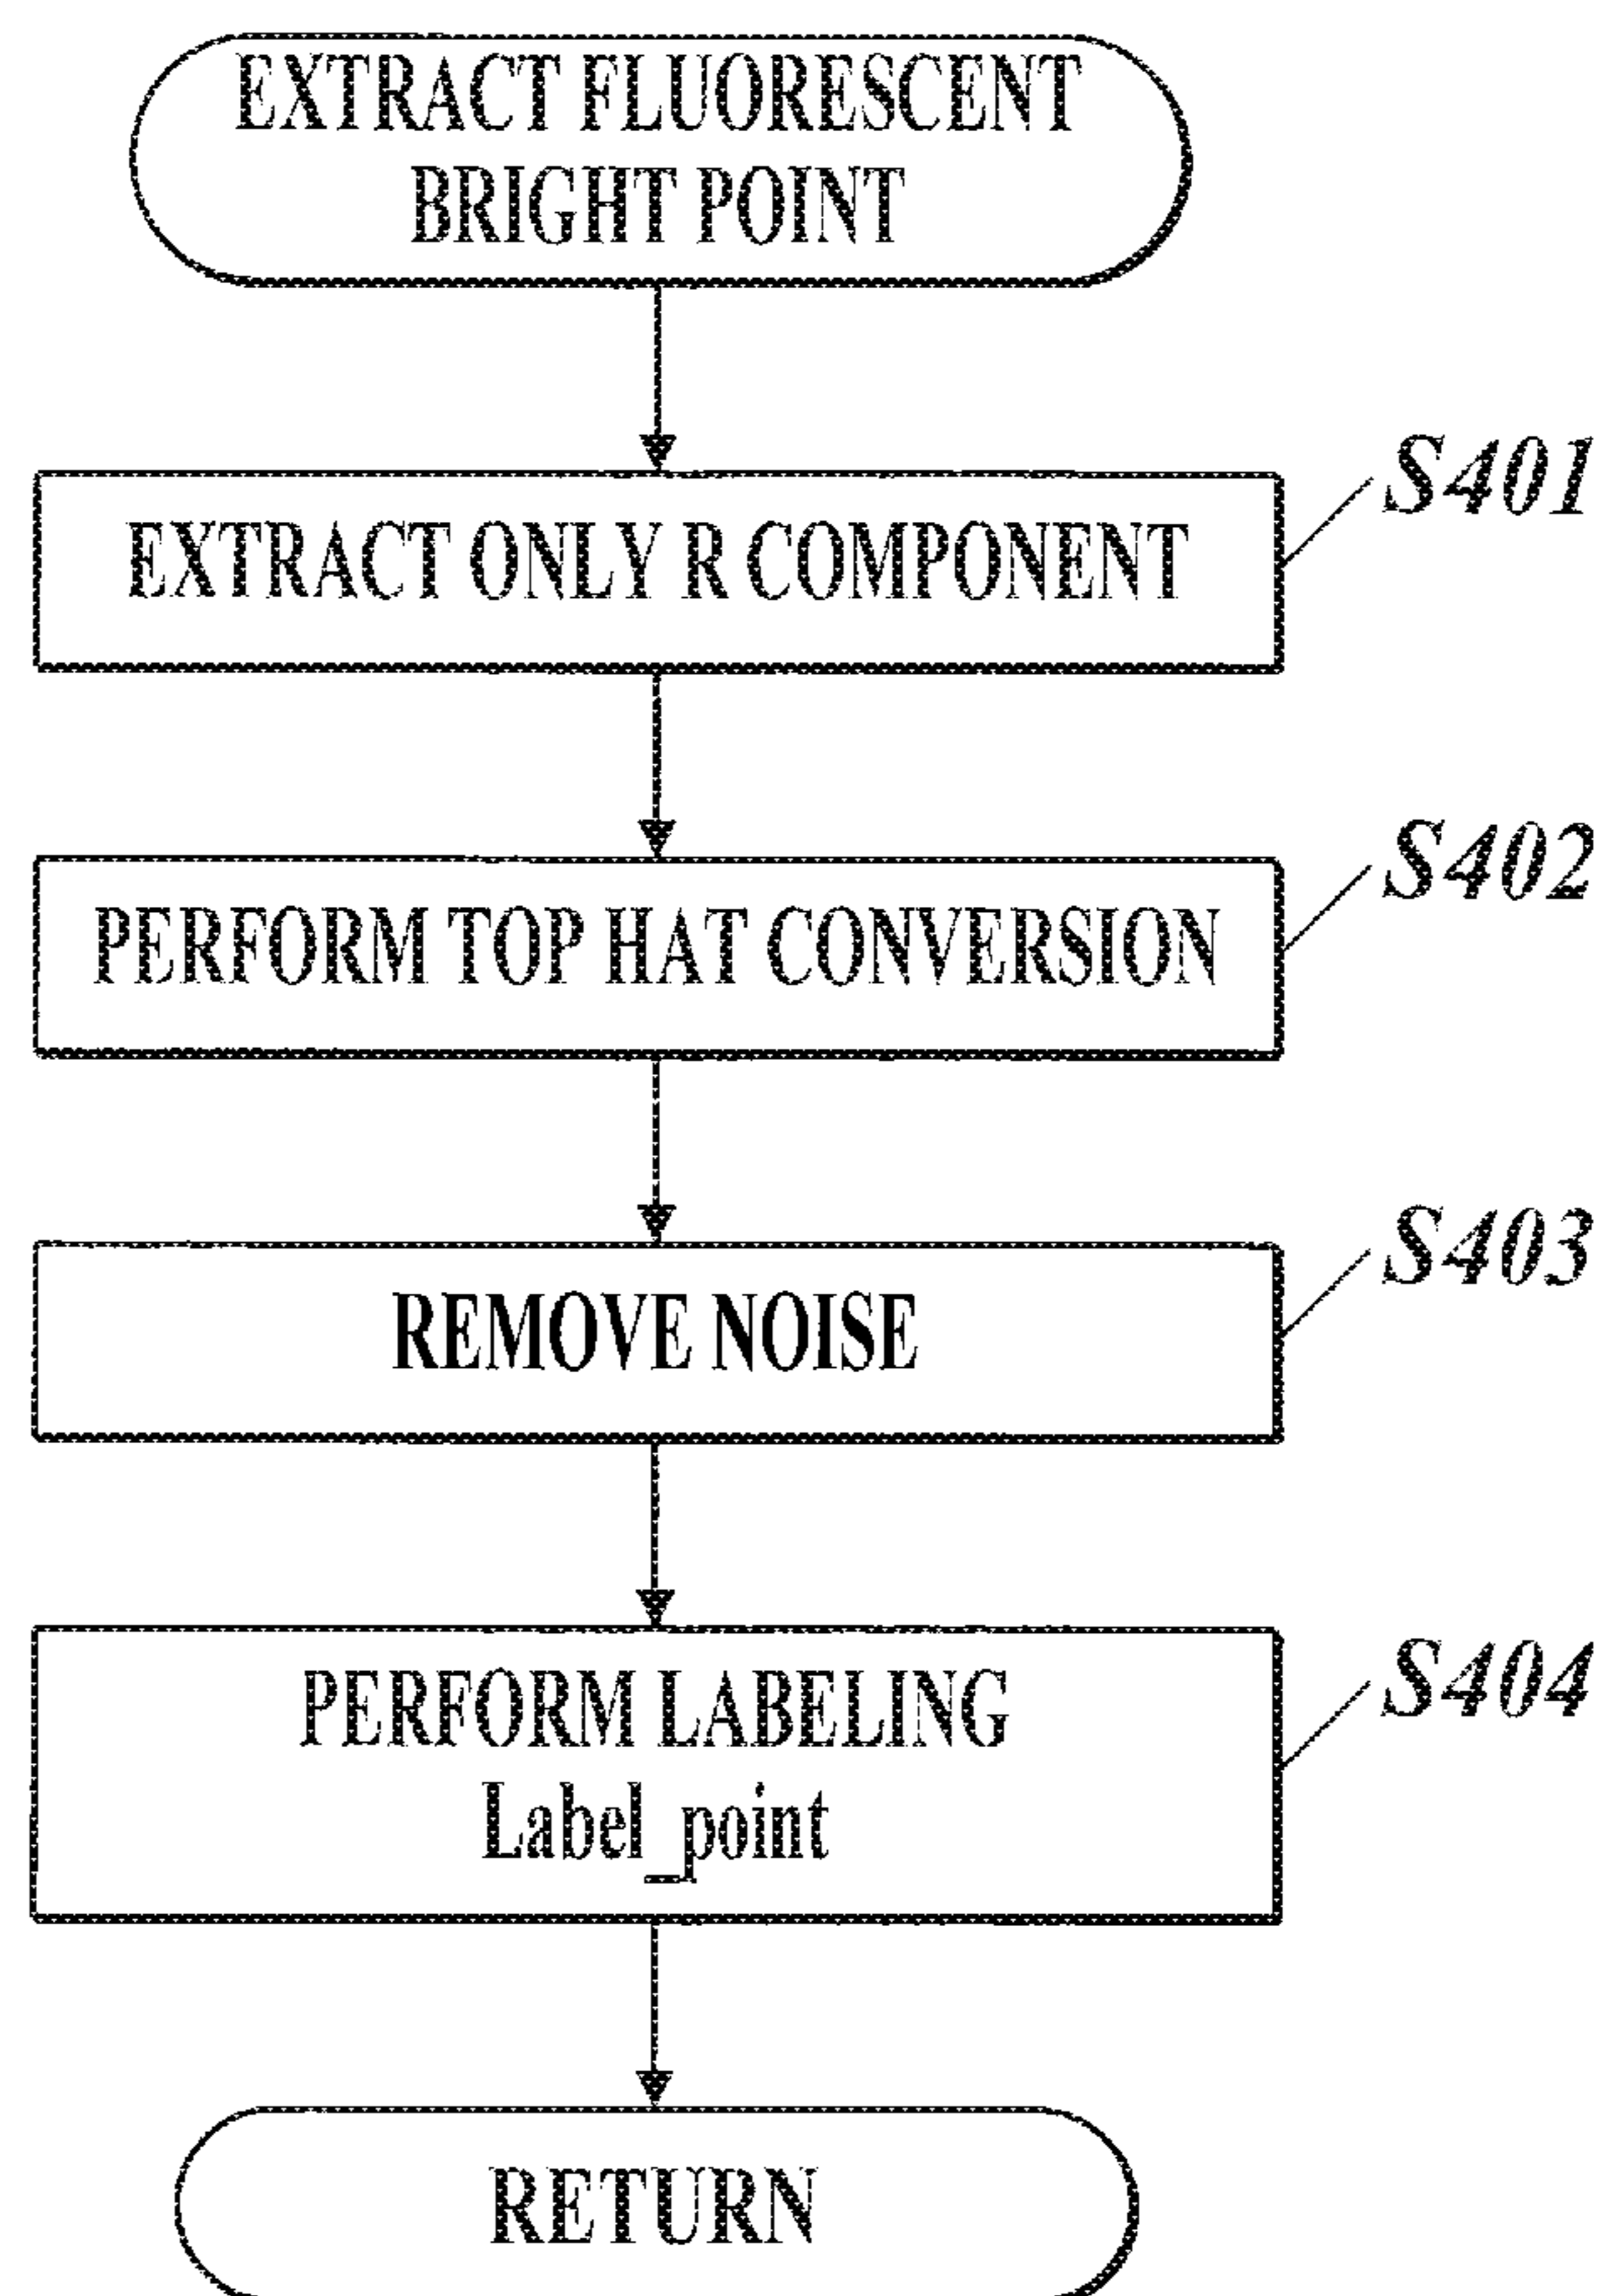 EXTRACT FLUORESCENT
BRIGHT POINT
S401
EXTRACT ONLY R COMPONENT
S402
PERFORM TOP HAT CONVERSION
S403
REMOVE NOISE
S404
PERFORM LABELING
Label_point
RETURN